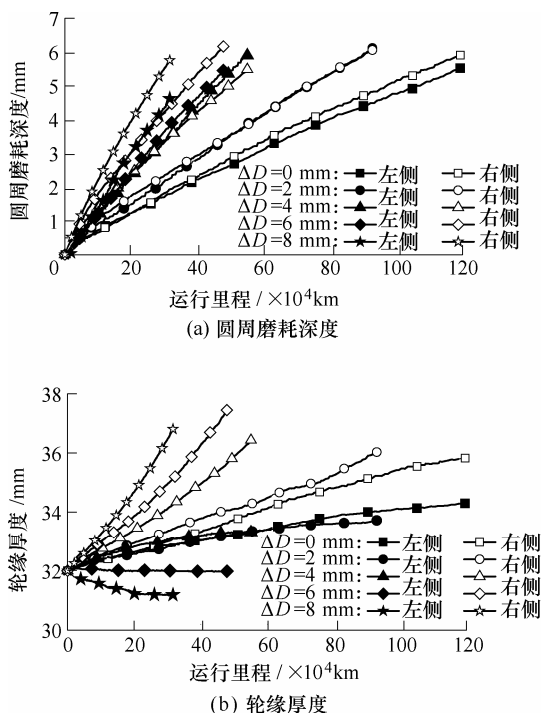 7
6
5
4
3
2
1
0
圆周磨耗深度/mm
ΔD=0 mm: 左侧 右侧
ΔD=2 mm: 左侧 右侧
ΔD=4 mm: 左侧 右侧
ΔD=6 mm: 左侧 右侧
ΔD=8 mm: 左侧 右侧
20 40 60 80 100 120
运行里程 / ×10⁴km
(a) 圆周磨耗深度
38
36
34
32
30
轮缘厚度 /mm
ΔD=0 mm: 左侧 右侧
ΔD=2 mm: 左侧 右侧
ΔD=4 mm: 左侧 右侧
ΔD=6 mm: 左侧 右侧
ΔD=8 mm: 左侧 右侧
20 40 60 80 100 120
运行里程 /×10⁴km
(b) 轮缘厚度